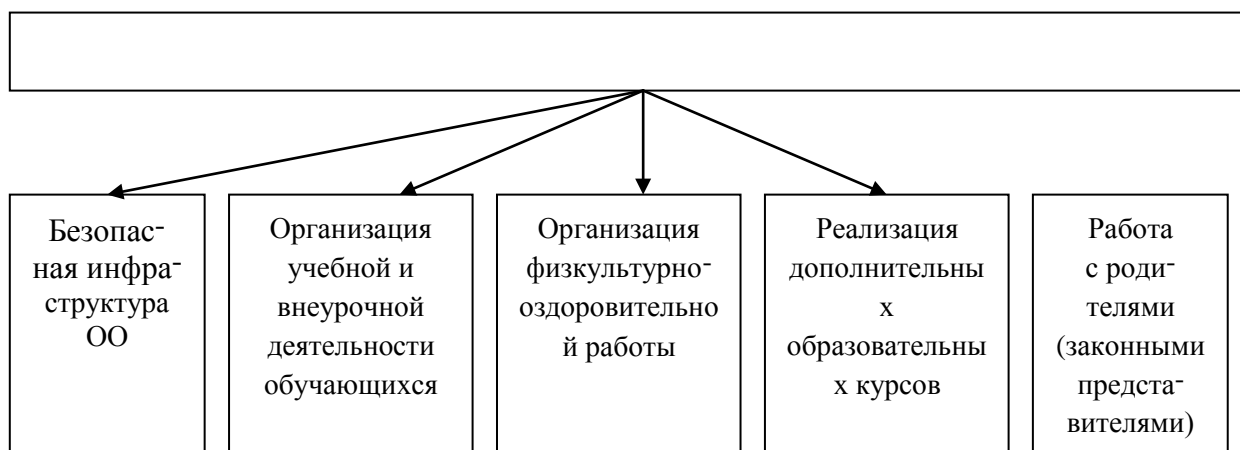 Безопас-
ная инфра-
структура
ОО
Организация
учебной и
внеурочной
деятельности
обучающихся
Организация
физкультурно-
оздоровительно
й работы
Реализация
дополнительны
х
образовательны
х курсов
Работа
с роди-
телями
(законными
предста-
вителями)